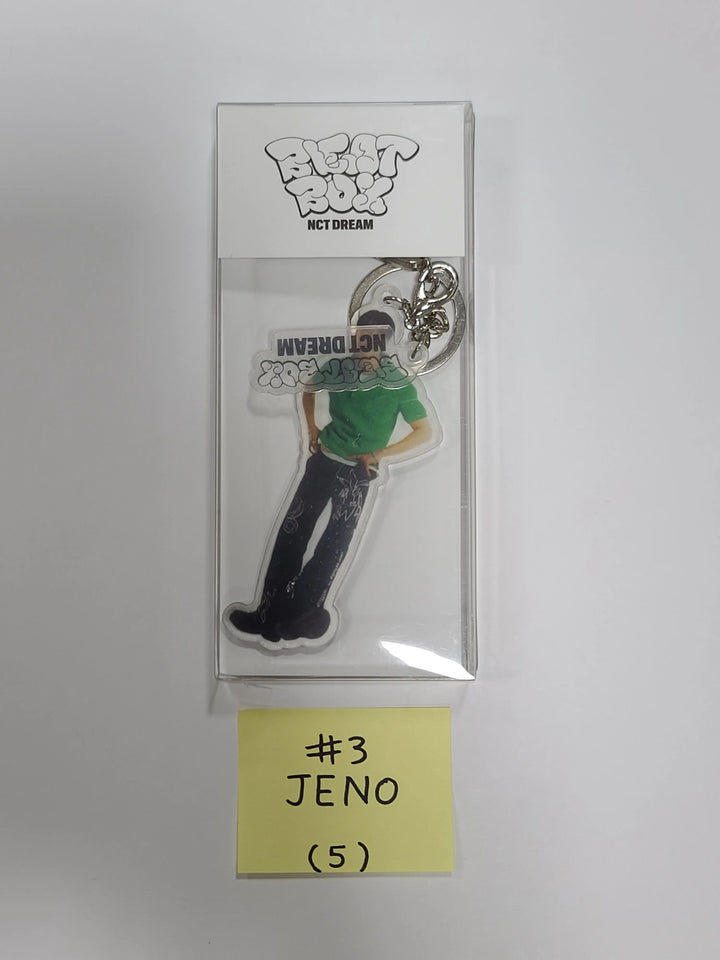 BEAT
BOX
NCT DREAM
NCT DREAM
BEAT BOX
#3
JENO
(5)